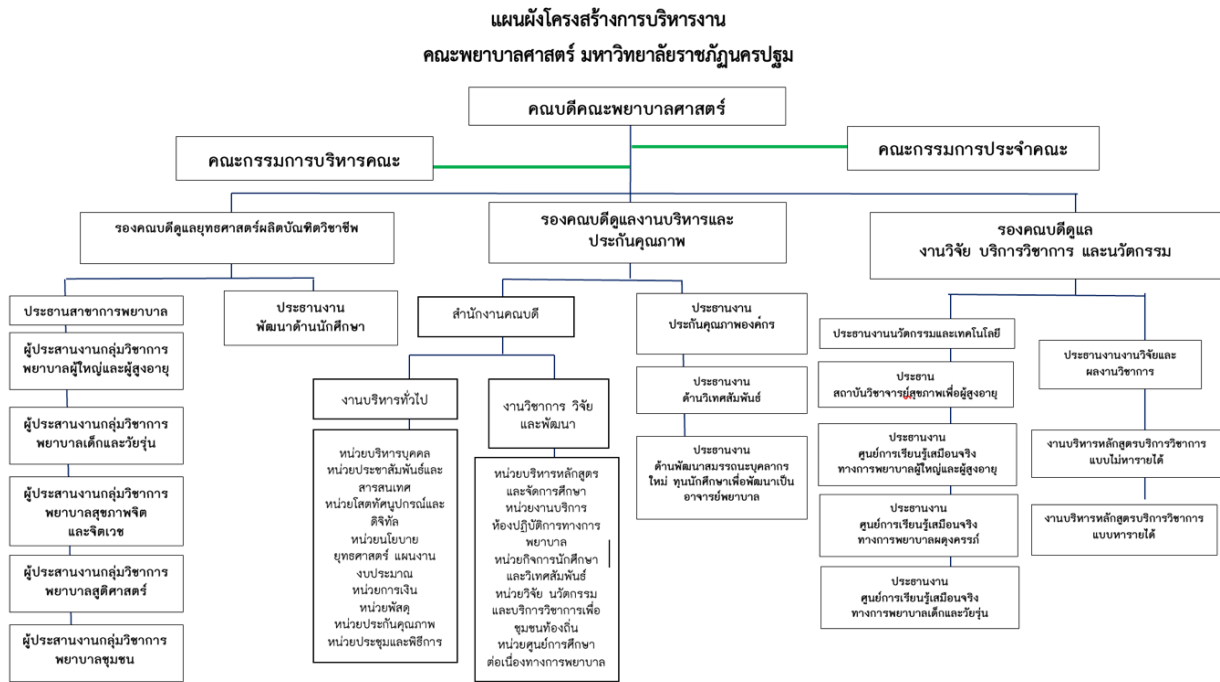 แผนผังโครงสร้างการบริหารงาน
คณะพยาบาลศาสตร์ มหาวิทยาลัยราชภัฏนครปฐม
คณบดีคณะพยาบาลศาสตร์
คณะกรรมการบริหารคณะ
คณะกรรมการประจำคณะ
รองคณบดีดูแลยุทธศาสตร์ผลิตบัณฑิตวิชาชีพ
รองคณบดีดูแลงานบริหารและ
ประกันคุณภาพ
รองคณบดีดูแล
งานวิจัย บริการวิชาการ และนวัตกรรม
ประธานสาขาการพยาบาล
ผู้ประสานงานกลุ่มวิชาการ
พยาบาลผู้ใหญ่และผู้สูงอายุ
ผู้ประสานงานกลุ่มวิชาการ
พยาบาลเด็กและวัยรุ่น
ผู้ประสานงานกลุ่มวิชาการ
พยาบาลสุขภาพจิต
และจิตเวช
ผู้ประสานงานกลุ่มวิชาการ
พยาบาลสูติศาสตร์
ผู้ประสานงานกลุ่มวิชาการ
พยาบาลชุมชน
ประธานงาน
พัฒนาด้านนักศึกษา
สำนักงานคณบดี
งานบริหารทั่วไป
หน่วยบริหารบุคคล
หน่วยประชาสัมพันธ์และ
สารสนเทศ
หน่วยโสตทัศนูปกรณ์และ
ดิจิทัล
หน่วยนโยบาย
ยุทธศาสตร์ แผนงาน
งบประมาณ
หน่วยการเงิน
หน่วยพัสดุ
หน่วยประกันคุณภาพ
หน่วยประชุมและพิธีการ
งานวิชาการ วิจัย
และพัฒนา
หน่วยบริหารหลักสูตร
และจัดการศึกษา
หน่วยงานบริการ
ห้องปฏิบัติการทางการ
พยาบาล
หน่วยกิจการนักศึกษา
และวิเทศสัมพันธ์
หน่วยวิจัย นวัตกรรม
และบริการวิชาการเพื่อ
ชุมชนท้องถิ่น
หน่วยศูนย์การศึกษา
ต่อเนื่องทางการพยาบาล
ประธานงาน
ประกันคุณภาพองค์กร
ประธานงาน
ด้านวิเทศสัมพันธ์
ประธานงาน
ด้านพัฒนาสมรรถนะบุคลากร
ใหม่ ทุนนักศึกษาเพื่อพัฒนาเป็น
อาจารย์พยาบาล
ประธานงานนวัตกรรมและเทคโนโลยี
ประธาน
สถาบันวิชาจารย์สุขภาพเพื่อผู้สูงอายุ
ประธานงาน
ศูนย์การเรียนรู้เสมือนจริง
ทางการพยาบาลผู้ใหญ่และผู้สูงอายุ
ประธานงาน
ศูนย์การเรียนรู้เสมือนจริง
ทางการพยาบาลผดุงครรภ์
ประธานงาน
ศูนย์การเรียนรู้เสมือนจริง
ทางการพยาบาลเด็กและวัยรุ่น
ประธานงานงานวิจัยและ
ผลงานวิชาการ
งานบริหารหลักสูตรบริการวิชาการ
แบบไม่หารายได้
งานบริหารหลักสูตรบริการวิชาการ
แบบหารายได้